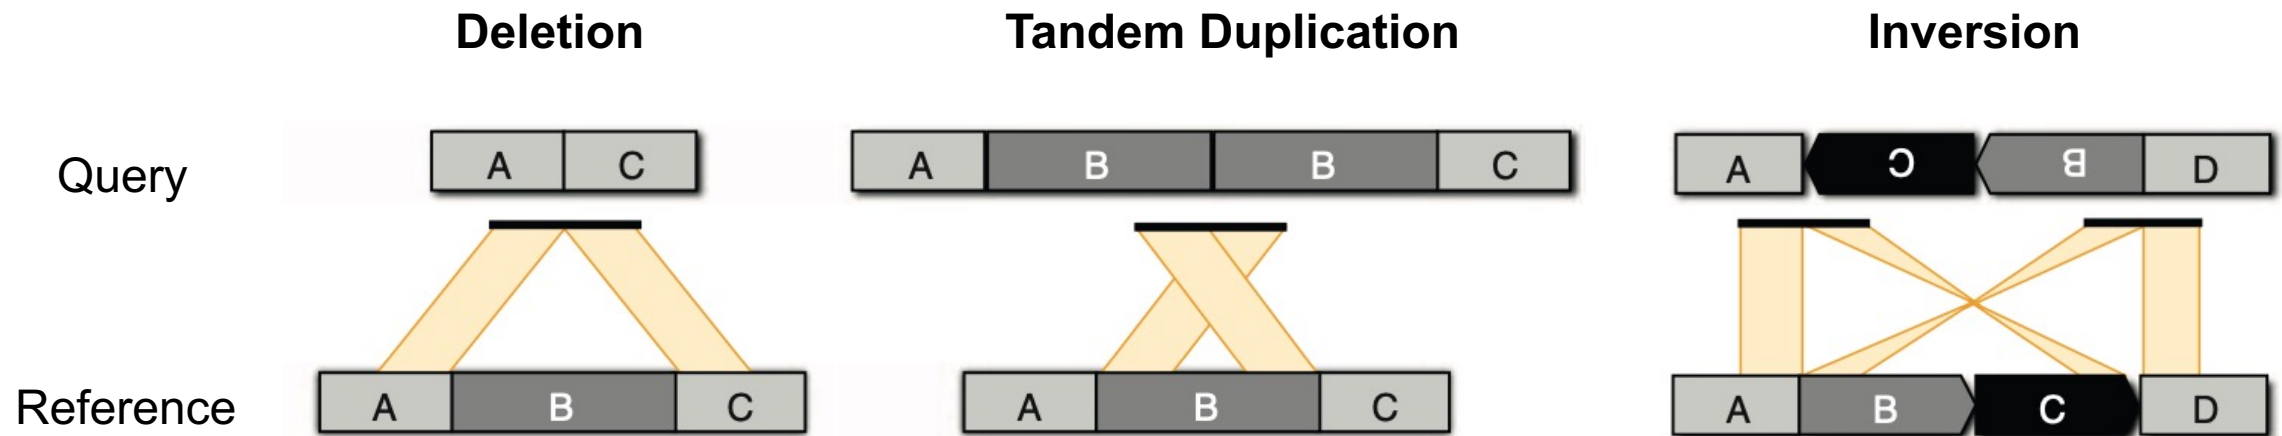 Deletion Tandem Duplication Inversion
Query A C A B B C A C B D
Reference A B C A B C A B C D